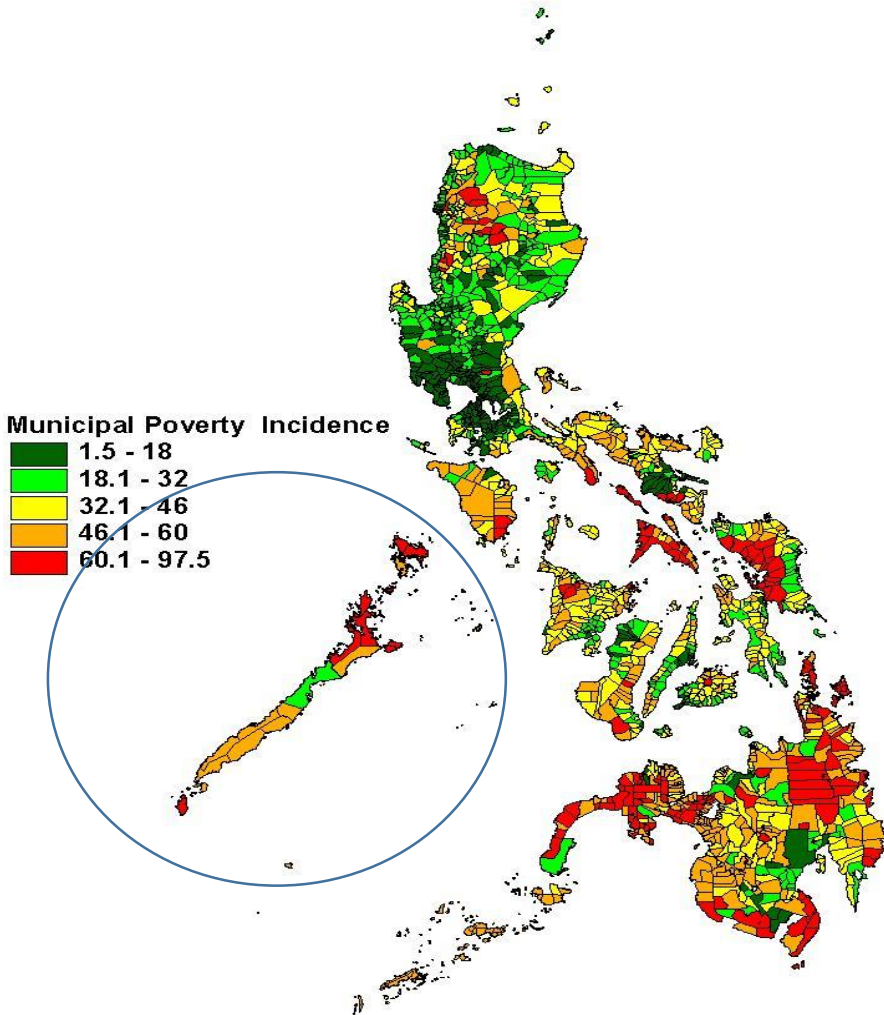 Municipal Poverty Incidence
1.5 - 18
18.1 - 32
32.1 - 46
46.1 - 60
60.1 - 97.5